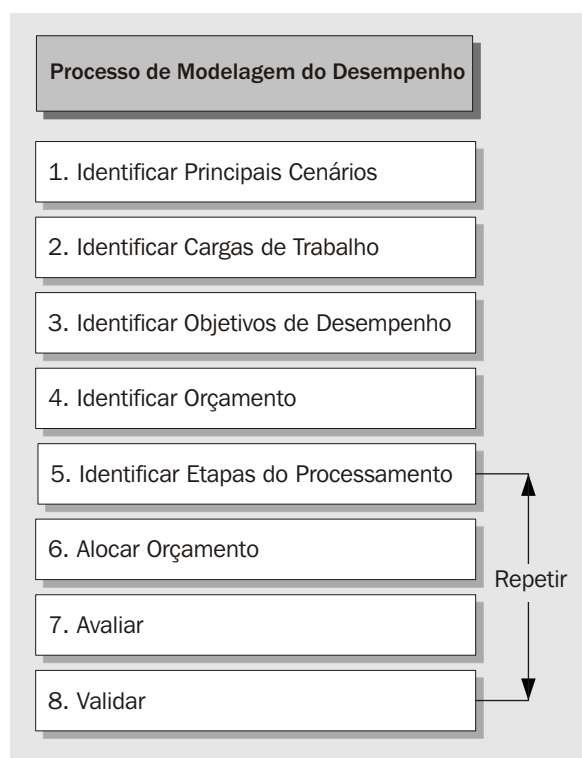 Processo de Modelagem do Desempenho
1. Identificar Principais Cenários
2. Identificar Cargas de Trabalho
3. Identificar Objetivos de Desempenho
4. Identificar Orçamento
5. Identificar Etapas do Processamento
6. Alocar Orçamento
Repetir
7. Avaliar
8. Validar